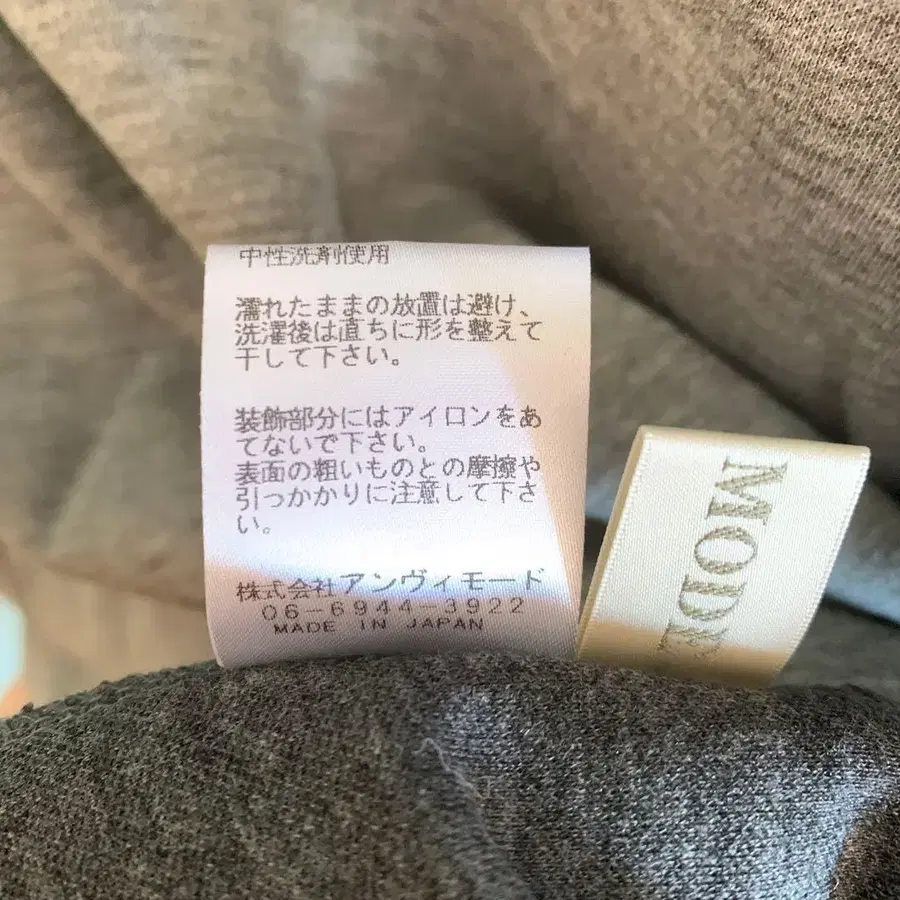 中性洗剤使用
濡れたままの放置は避け、
洗濯後は直ちに形を整えて
干して下さい。
装飾部分にはアイロンをあ
てないで下さい。
表面の粗いものとの摩擦や
引っかかりに注意して下さ
い。
株式会社アンヴィモード
06-6944-3922
MADE IN JAPAN
MODE